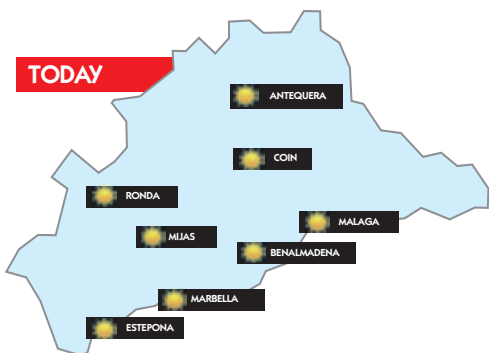 TODAY
ANTEQUERA
COIN
RONDA
MALAGA
MIJAS
BENALMADENA
MARBELLA
ESTEPONA